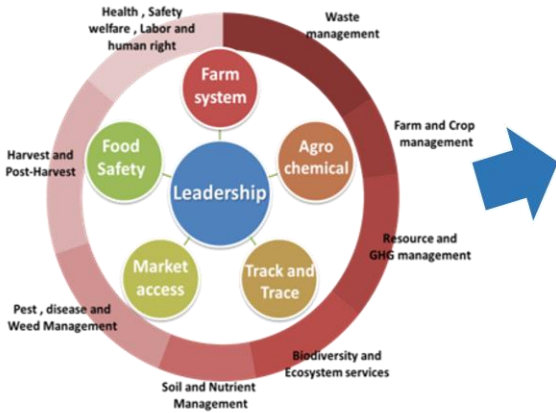 Health , Safety
welfare , Labor and
human right
Waste
management
Farm and Crop
management
Resource and
GHG management
Biodiversity and
Ecosystem services
Soil and Nutrient
Management
Pest , disease and
Weed Management
Harvest and
Post-Harvest
Farm
system
Agro
chemical
Track and
Trace
Market
access
Food
Safety
Leadership